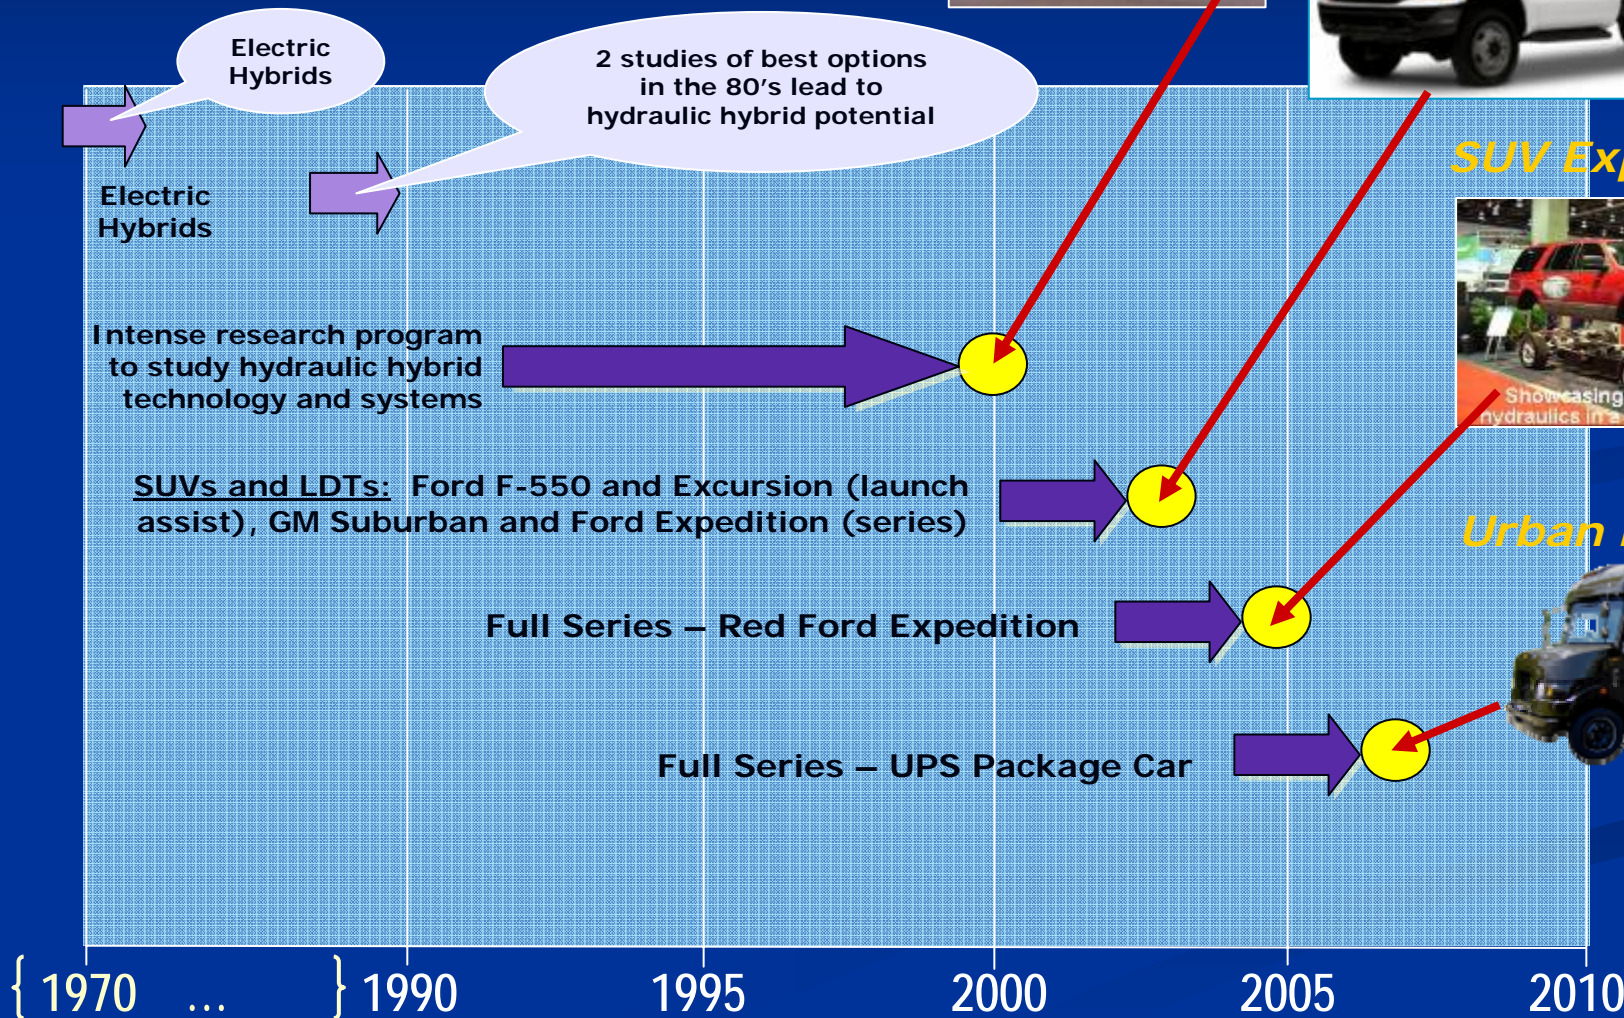 Electric
Hybrids
2 studies of best options
in the 80's lead to
hydraulic hybrid potential
SUV
Electric
Hybrids
Intense research program
to study hydraulic hybrid
technology and systems
Showcasing
hydraulics in a
SUVs and LDTs: Ford F-550 and Excursion (launch
assist), GM Suburban and Ford Expedition (series)
Urban
Full Series – Red Ford Expedition
Full Series – UPS Package Car
{ 1970 ... } 1990 1995 2000 2005 2010